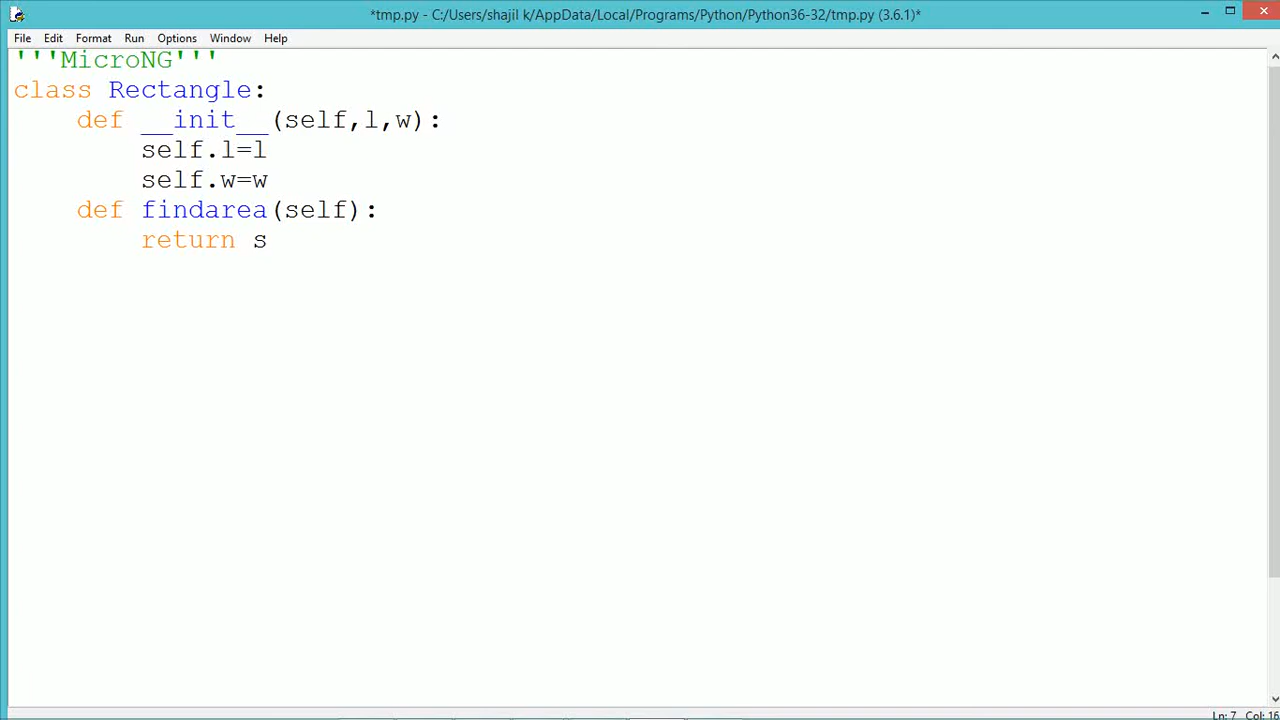 *tmp.py - C:/Users/shajil k/AppData/Local/Programs/Python/Python36-32/tmp.py (3.6.1)*
File Edit Format Run Options Window Help
'''MicroNG'''
class Rectangle:
    def __init__(self,l,w):
        self.l=l
        self.w=w
    def findarea(self):
        return s
Ln: 7 Col: 16